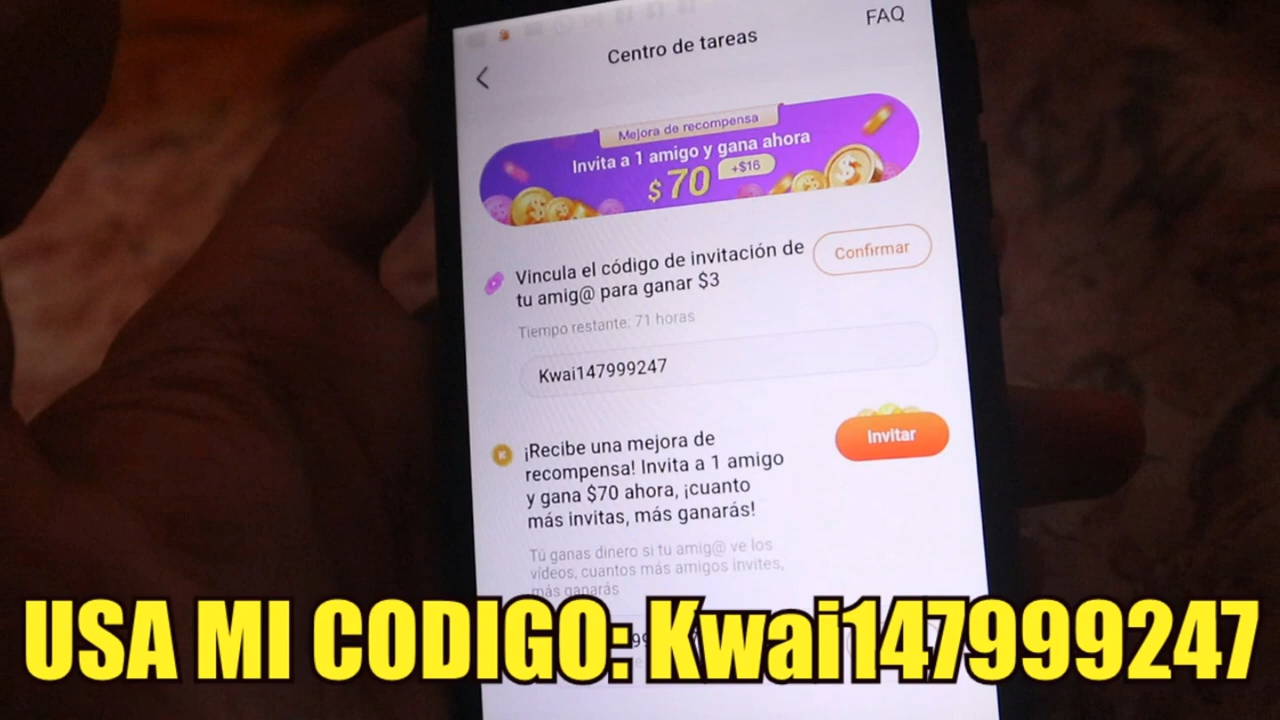 FAQ
Centro de tareas
Mejora de recompensa
Invita a 1 amigo y gana ahora
$70 +$16
Vincula el código de invitación de
tu amig@ para ganar $3
Confirmar
Tiempo restante: 71 horas
Kwai147999247
¡Recibe una mejora de
recompensa! Invita a 1 amigo
y gana $70 ahora, ¡cuanto
más invitas, más ganarás!
Invitar
Tú ganas dinero si tu amig@ ve los
vídeos, cuantos más amigos invites,
más ganarás
USA MI CODIGO: Kwai147999247